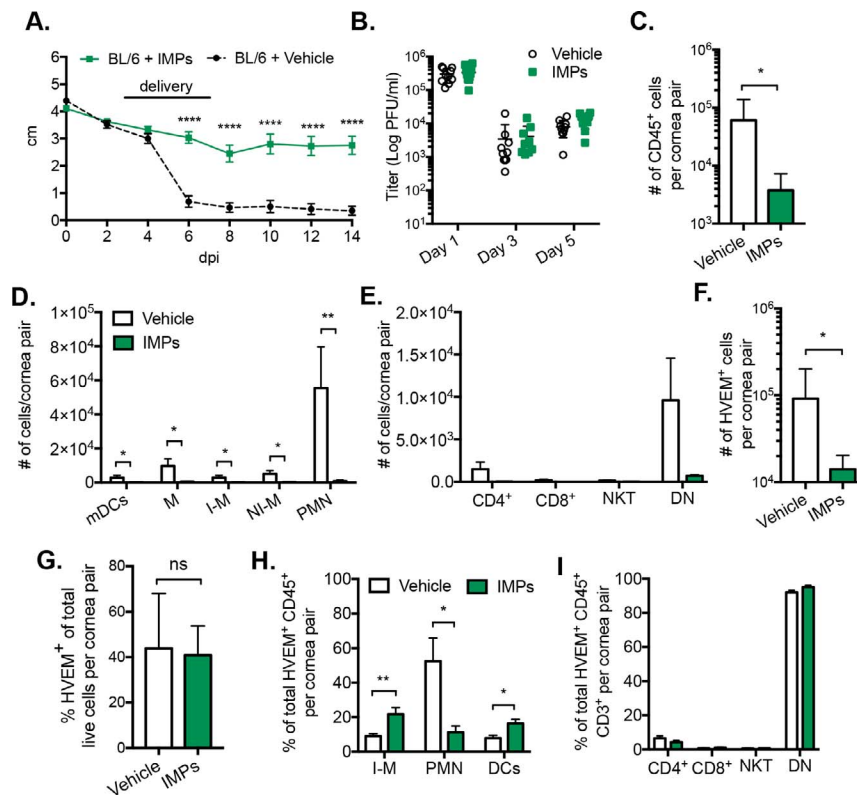 A.
BL/6 + IMPs
BL/6 + Vehicle
delivery
****
****
****
****
****
6
5
4
3
2
1
0
cm
0 2 4 6 8 10 12 14
dpi
B.
Vehicle
IMPs
10⁶
10⁵
10⁴
10³
10²
10¹
Titer (Log PFU/ml)
Day 1 Day 3 Day 5
C.
*
10⁶
10⁵
10⁴
10³
# of CD45⁺ cells
per cornea pair
Vehicle IMPs
D.
Vehicle
IMPs
**
* * * *
1×10⁵
8×10⁴
6×10⁴
4×10⁴
2×10⁴
0
# of cells/cornea pair
mDCs M I-M NI-M PMN
E.
2.0×10⁴
1.5×10⁴
1.0×10⁴
5.0×10³
0
# of cells/cornea pair
CD4⁺ CD8⁺ NKT DN
F.
*
10⁶
10⁵
10⁴
# of HVEM⁺ cells
per cornea pair
Vehicle IMPs
G.
ns
100
80
60
40
20
0
% HVEM⁺ of total
live cells per cornea pair
Vehicle IMPs
H.
Vehicle IMPs
** * *
100
80
60
40
20
0
% of total HVEM⁺ CD45⁺
per cornea pair
I-M PMN DCs
I.
100
80
60
40
20
0
% of total HVEM⁺ CD45⁺
CD3⁺ per cornea pair
CD4⁺ CD8⁺ NKT DN